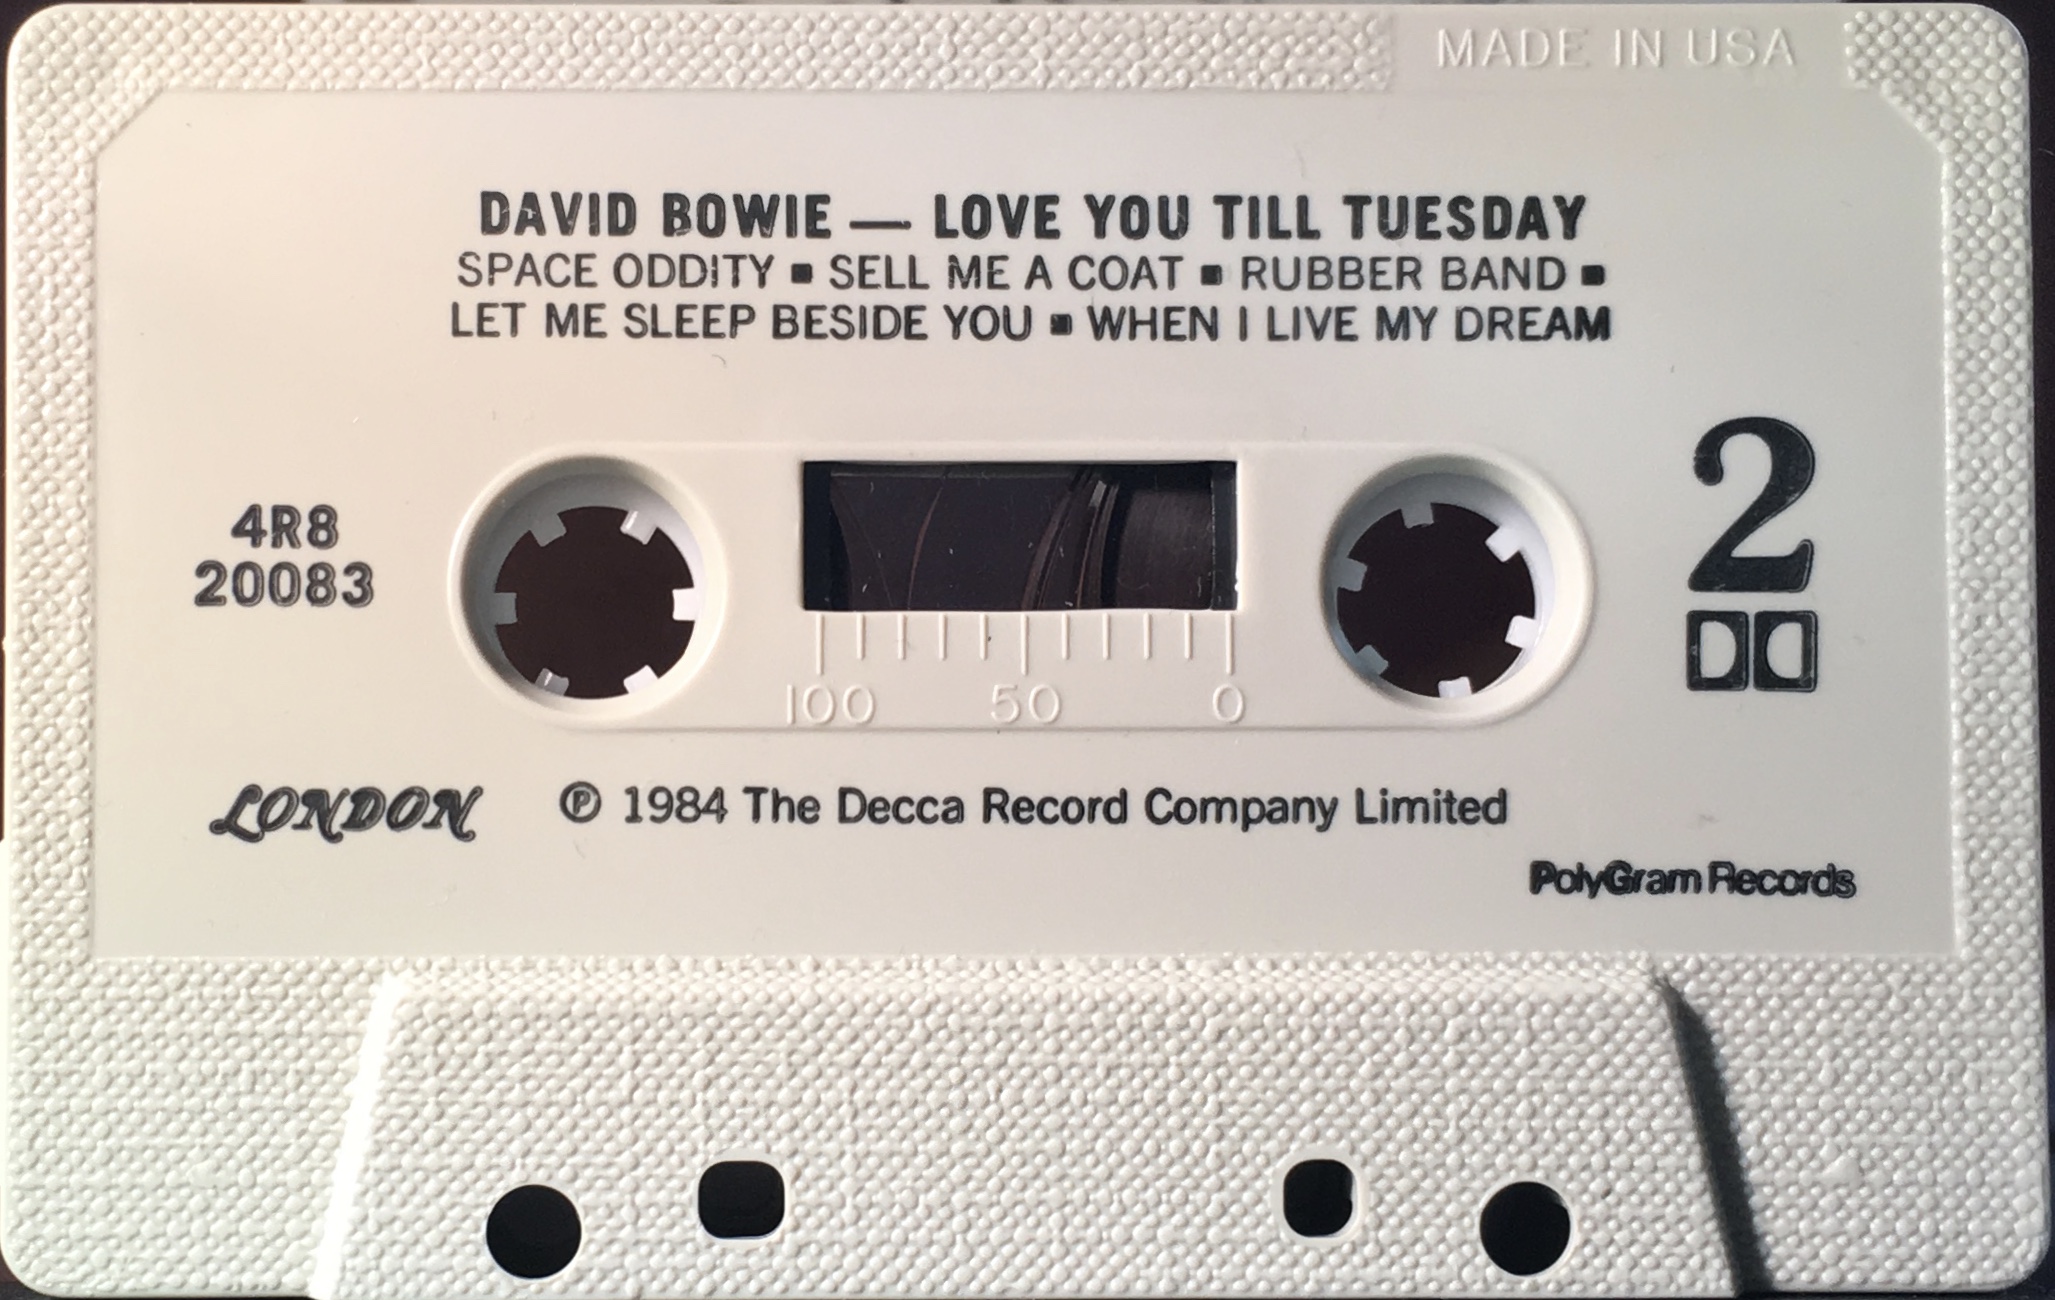 MADE IN USA
DAVID BOWIE — LOVE YOU TILL TUESDAY
SPACE ODDITY ■ SELL ME A COAT ■ RUBBER BAND ■
LET ME SLEEP BESIDE YOU ■ WHEN I LIVE MY DREAM
4R8
20083
2
100 50 0
LONDON ℗ 1984 The Decca Record Company Limited
PolyGram Records